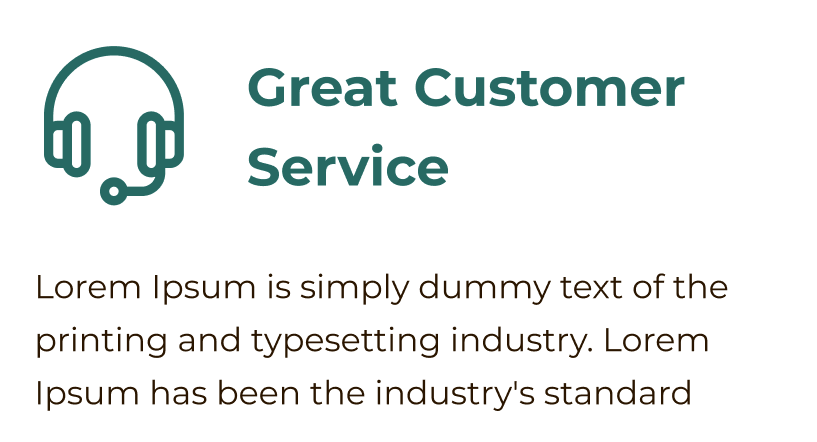 Great Customer
Service
Lorem Ipsum is simply dummy text of the
printing and typesetting industry. Lorem
Ipsum has been the industry's standard